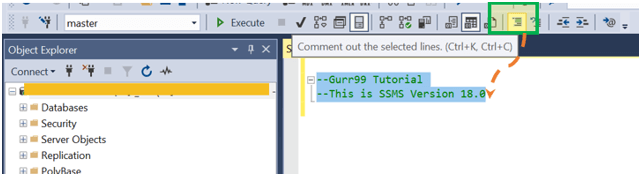 master
Execute
Comment out the selected lines. (Ctrl+K, Ctrl+C)
Object Explorer
Connect
S
--Gurr99 Tutorial
--This is SSMS Version 18.0
Databases
Security
Server Objects
Replication
PolyBase